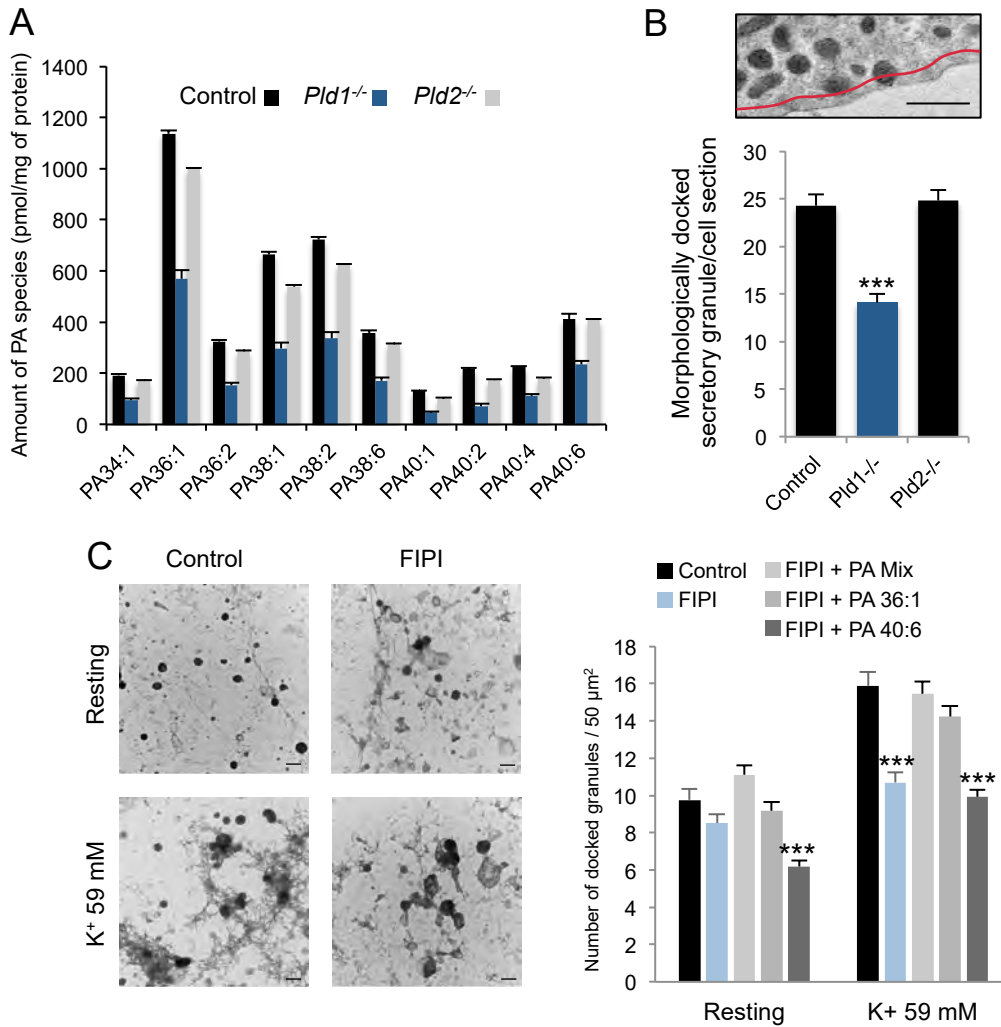 A
Amount of PA species (pmol/mg of protein)
1400
1200
1000
800
600
400
200
0
Control Pld1-/- Pld2-/-
PA34:1 PA36:1 PA36:2 PA38:1 PA38:2 PA38:6 PA40:1 PA40:2 PA40:4 PA40:6
B
Morphologically docked
secretory granule/cell section
30
25
20
15
10
5
0
***
Control Pld1-/- Pld2-/-
C
Control FIPI
Resting
K+ 59 mM
Control
FIPI
FIPI + PA Mix
FIPI + PA 36:1
FIPI + PA 40:6
Number of docked granules / 50 µm²
18
16
14
12
10
8
6
4
2
0
*** *** ***
Resting K+ 59 mM